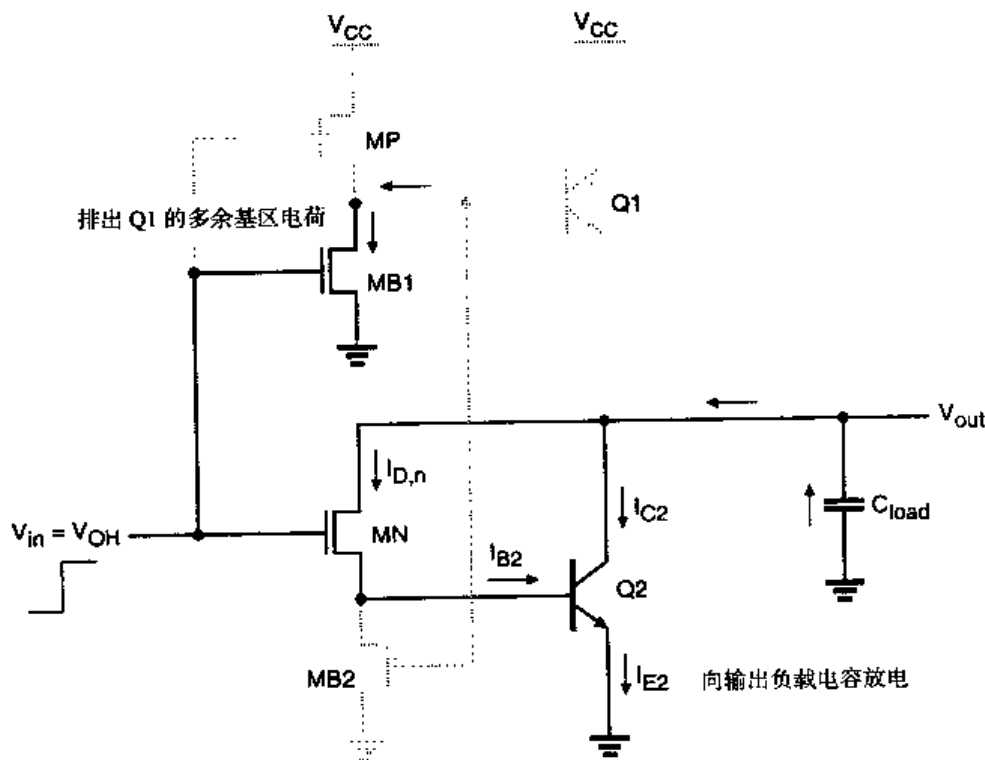 V_CC
V_CC
MP
Q1
排出 Q1 的多余基区电荷
MB1
V_out
I_D,n
I_C2
C_load
V_in = V_OH
MN
I_B2
Q2
MB2
I_E2
向输出负载电容放电